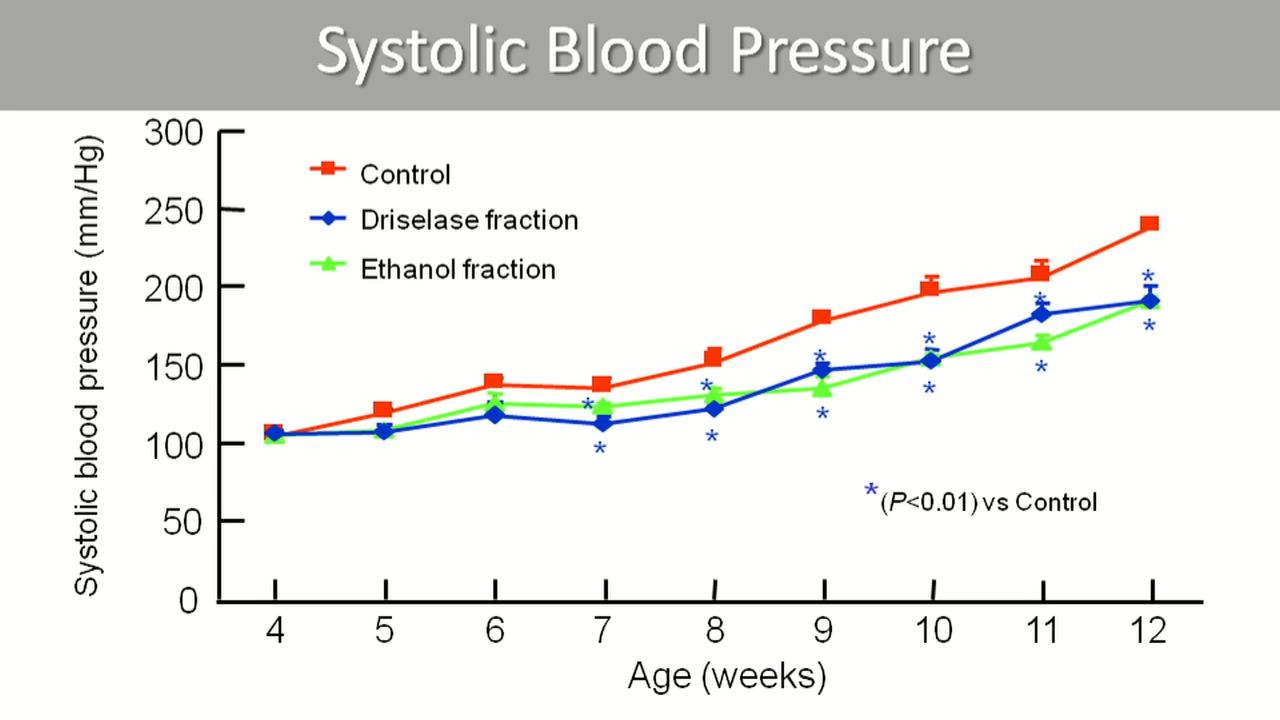 Systolic Blood Pressure
Systolic blood pressure (mm/Hg)
300
250
200
150
100
50
0
Control
Driselase fraction
Ethanol fraction
* * * * * *
* * * * * *
*(P<0.01) vs Control
4 5 6 7 8 9 10 11 12
Age (weeks)